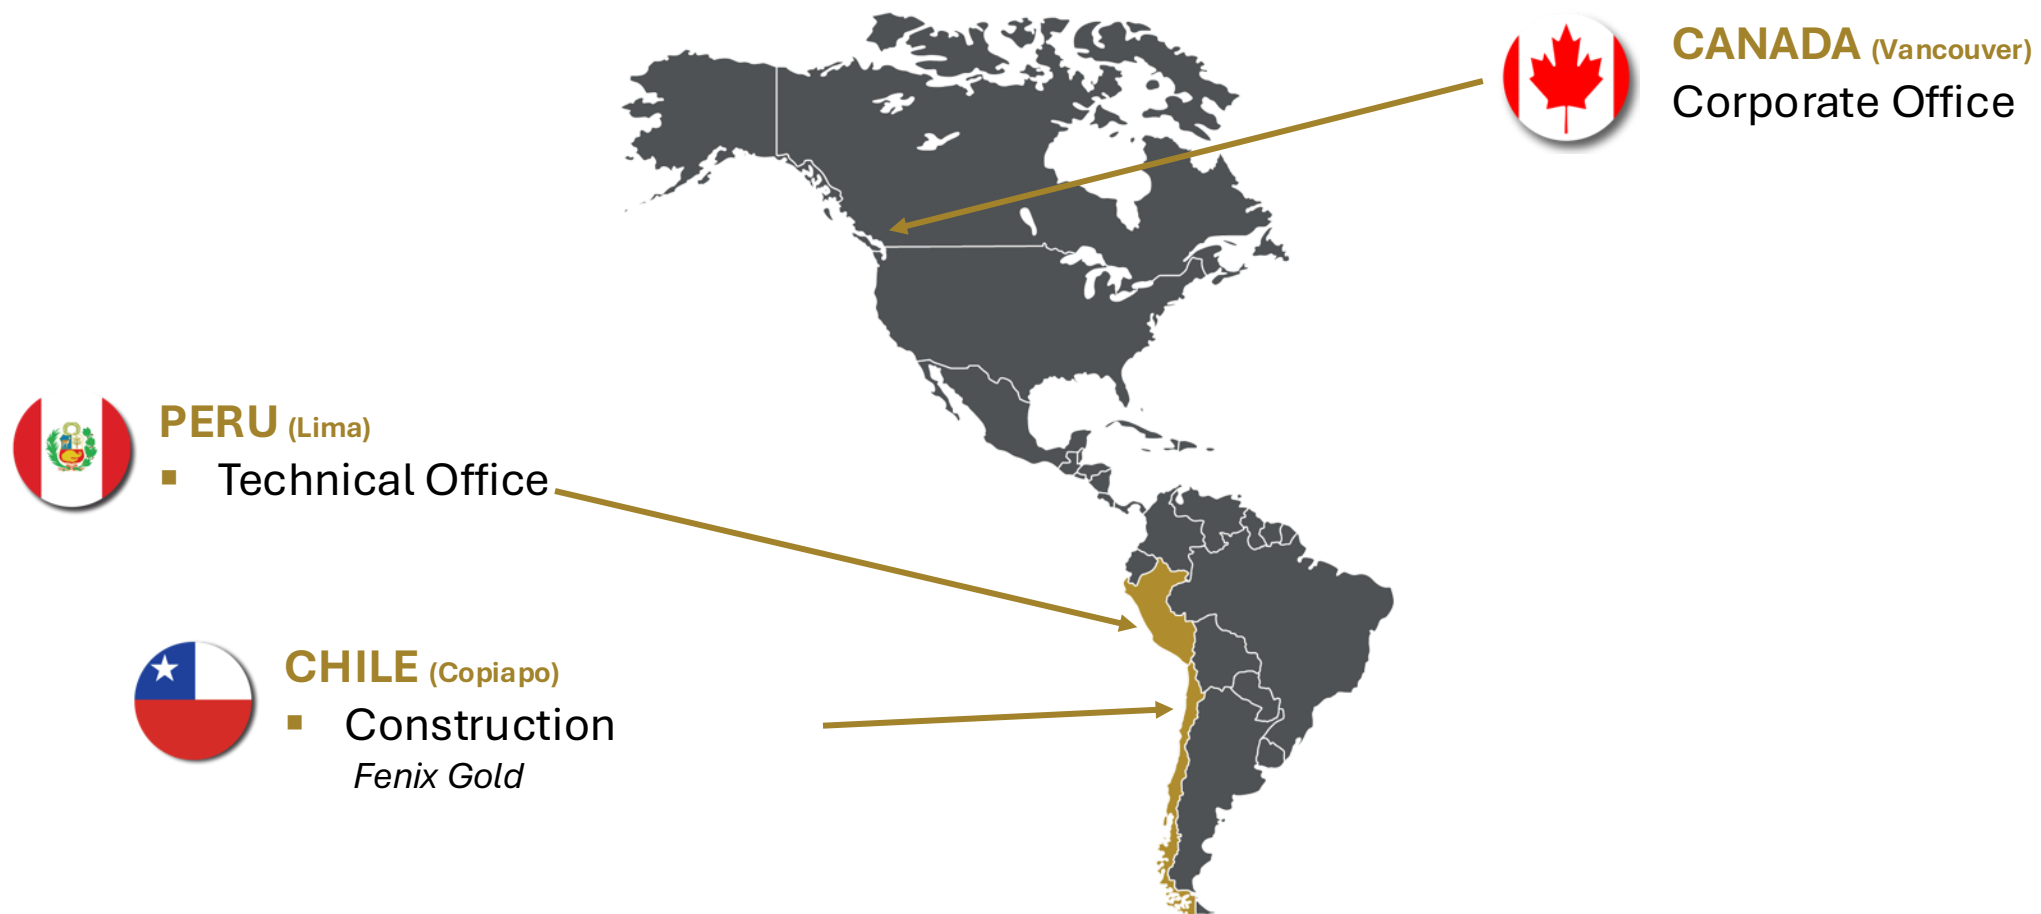 CANADA (Vancouver)
Corporate Office
PERU (Lima)
▪ Technical Office
CHILE (Copiapo)
▪ Construction
Fenix Gold